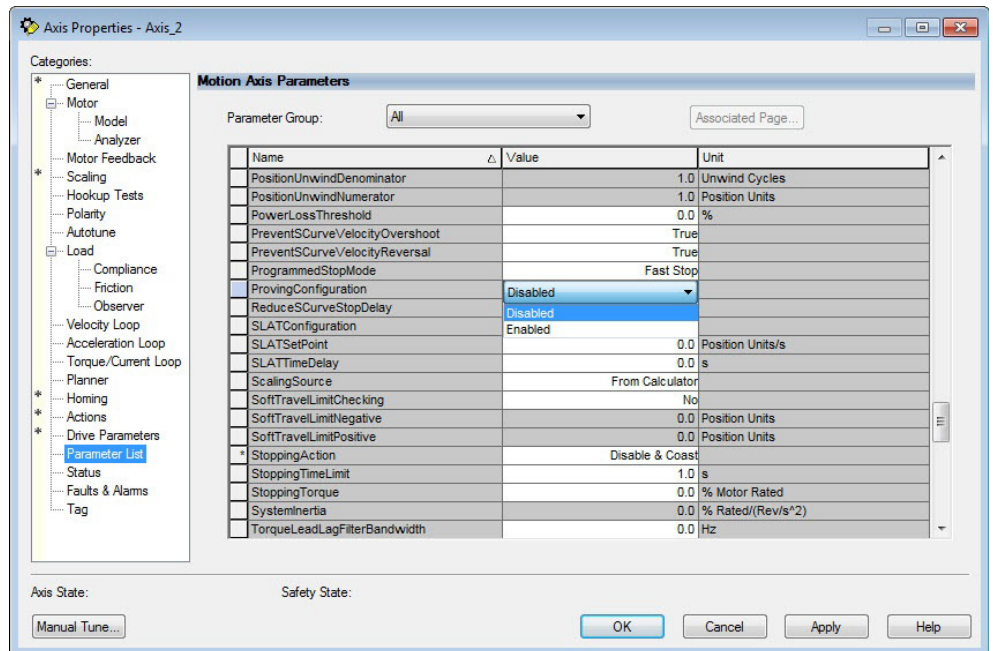 Axis Properties - Axis_2
Categories:
* General
Motor
Model
Analyzer
Motor Feedback
* Scaling
Hookup Tests
Polarity
Autotune
Load
Compliance
Friction
Observer
Velocity Loop
Acceleration Loop
Torque/Current Loop
Planner
* Homing
* Actions
* Drive Parameters
Parameter List
Status
Faults & Alarms
Tag
Motion Axis Parameters
Parameter Group: All Associated Page...
Name Value Unit
PositionUnwindDenominator 1.0 Unwind Cycles
PositionUnwindNumerator 1.0 Position Units
PowerLossThreshold 0.0 %
PreventSCurveVelocityOvershoot True
PreventSCurveVelocityReversal True
ProgrammedStopMode Fast Stop
ProvingConfiguration Disabled
ReduceSCurveStopDelay Disabled
SLATConfiguration Enabled
SLATSetPoint 0.0 Position Units/s
SLATTimeDelay 0.0 s
ScalingSource From Calculator
SoftTravelLimitChecking No
SoftTravelLimitNegative 0.0 Position Units
SoftTravelLimitPositive 0.0 Position Units
* StoppingAction Disable & Coast
StoppingTimeLimit 1.0 s
StoppingTorque 0.0 % Motor Rated
SystemInertia 0.0 % Rated/(Rev/s^2)
TorqueLeadLagFilterBandwidth 0.0 Hz
Axis State: Safety State:
Manual Tune... OK Cancel Apply Help